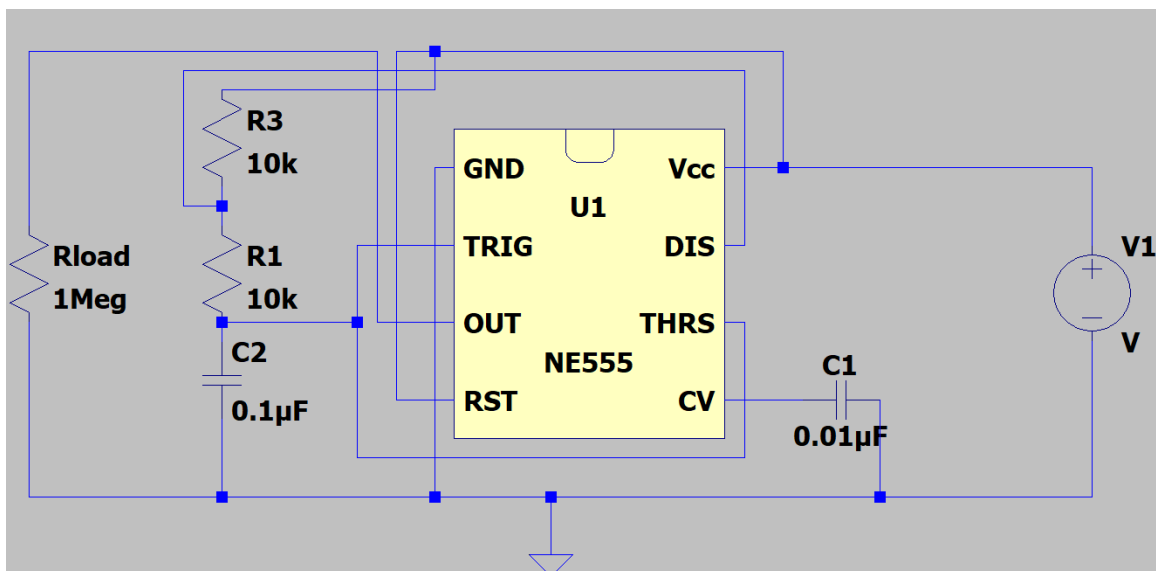 R3
10k
R1
10k
Rload
1Meg
C2
0.1µF
GND
TRIG
OUT
RST
U1
NE555
Vcc
DIS
THRS
CV
C1
0.01µF
V1
V